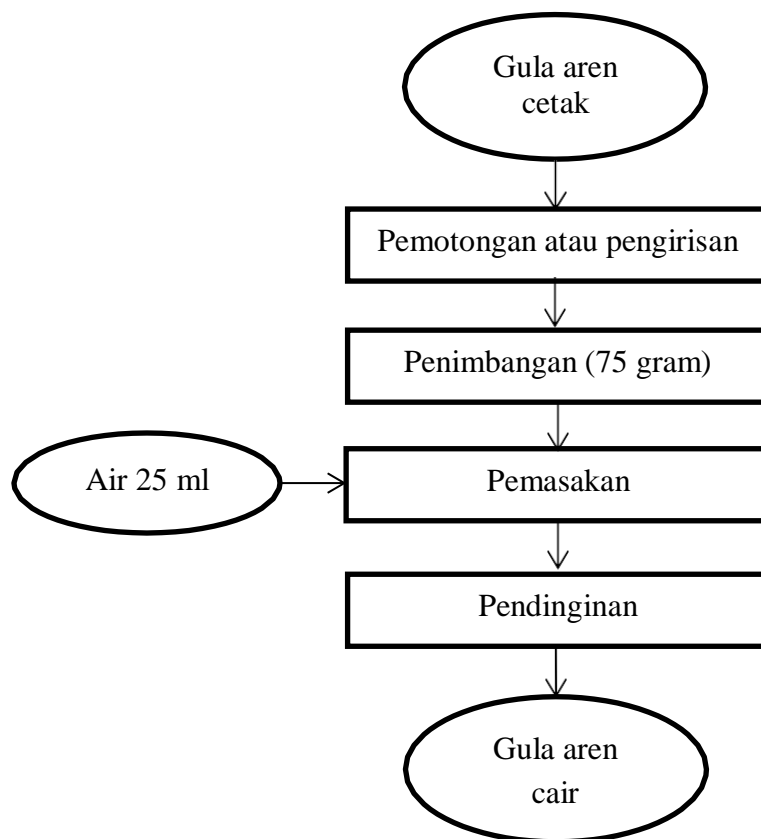 Gula aren
cetak
Pemotongan atau pengirisan
Penimbangan (75 gram)
Air 25 ml
Pemasakan
Pendinginan
Gula aren
cair